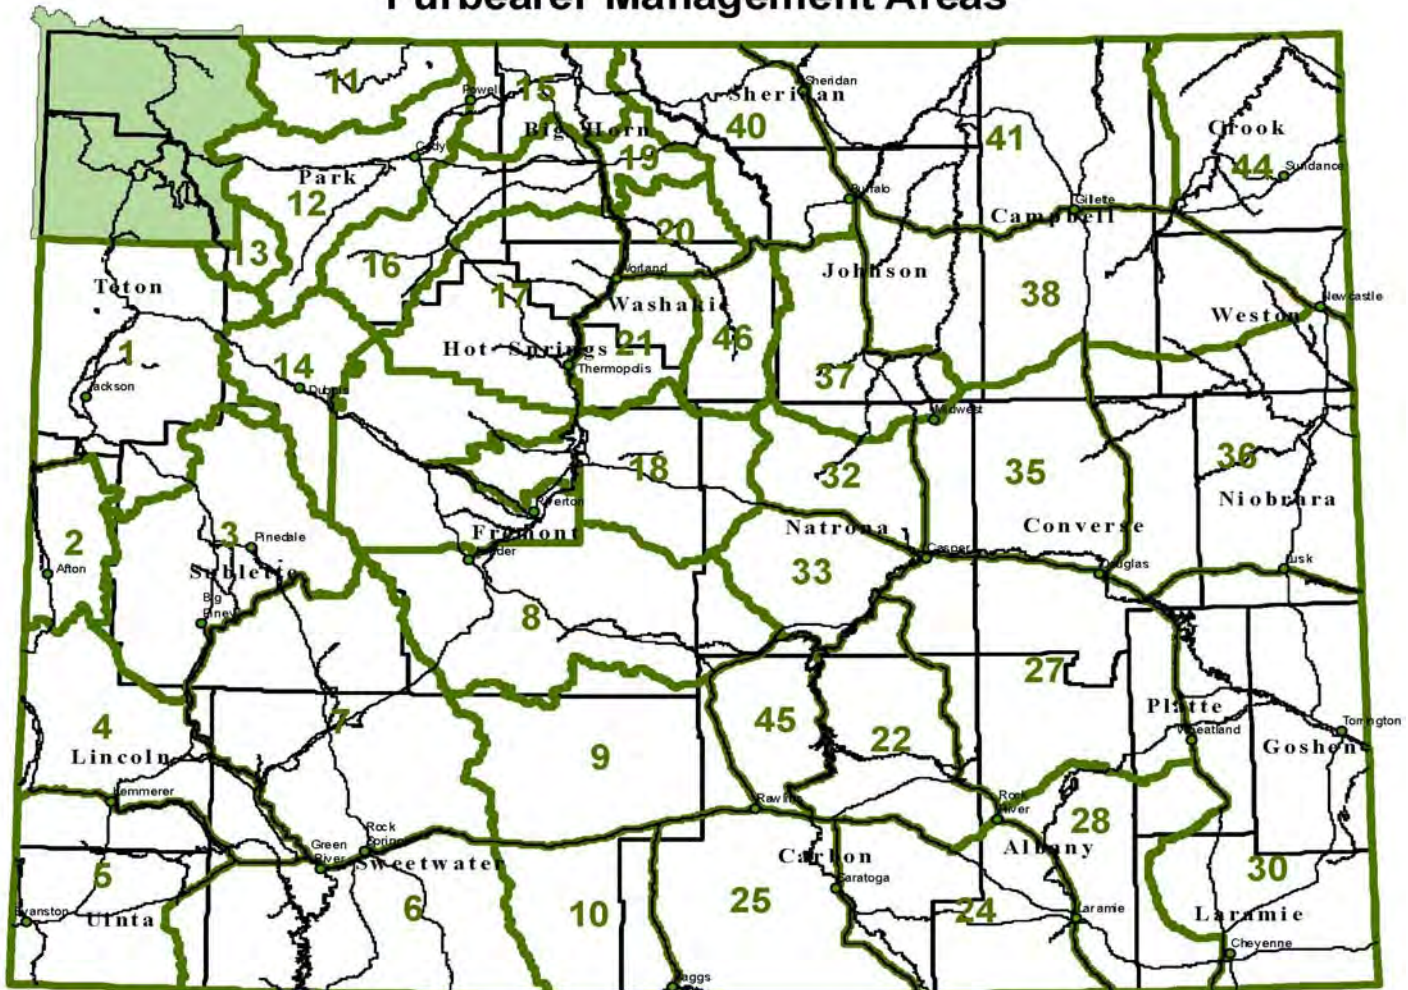 Furbearer Management Areas
11
Powell
15
Sheridan
Sheridan
Big Horn
40
41
Crook
Cody
19
44
Sundance
Park
12
Buffalo
Gillette
Campbell
13
20
16
Johnson
Teton
Worland
17
Washakie
38
Newcastle
Weston
1
Hot Springs
21
46
14
Thermopolis
37
Jackson
Dubois
Midwest
18
32
35
36
Niobrara
Riverton
2
3
Pinedale
Fremont
Natrona
Converse
Lander
Casper
Afton
Sublette
33
Douglas
Lusk
Big
Piney
8
27
4
7
45
22
Platte
Torrington
Lincoln
9
Wheatland
Goshen
Kemmerer
Rawlins
Rock
River
28
Rock
Springs
Green
River
Sweetwater
Carbon
Albany
5
Saratoga
30
Evanston
Uinta
6
10
25
24
Laramie
Laramie
Cheyenne
Baggs